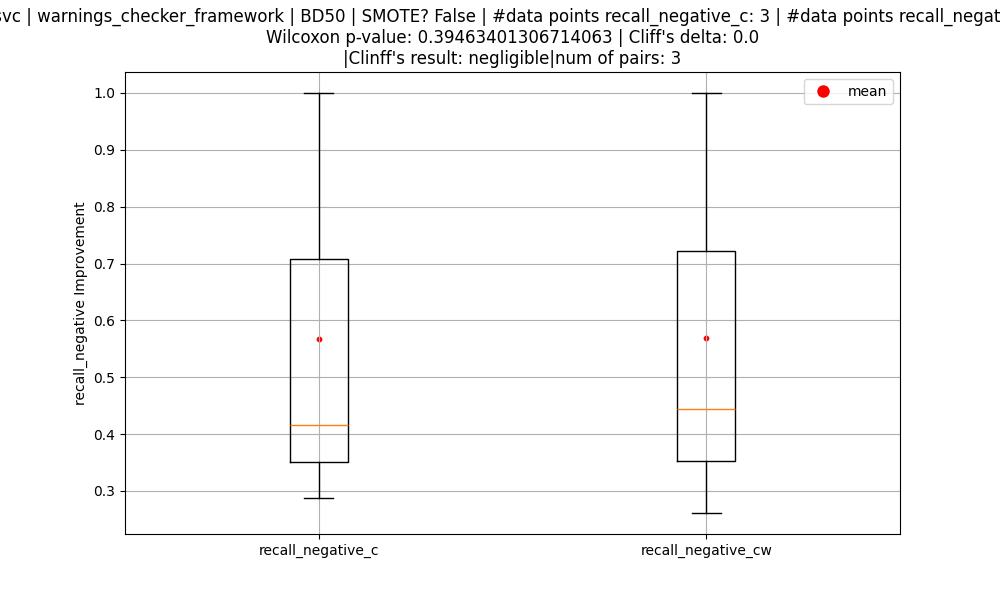 svc | warnings_checker_framework | BD50 | SMOTE? False | #data points recall_negative_c: 3 | #data points recall_negat
Wilcoxon p-value: 0.39463401306714063 | Cliff's delta: 0.0
|Clinff's result: negligible|num of pairs: 3
mean
1.0
0.9
0.8
0.7
0.6
0.5
0.4
0.3
recall_negative Improvement
recall_negative_c
recall_negative_cw